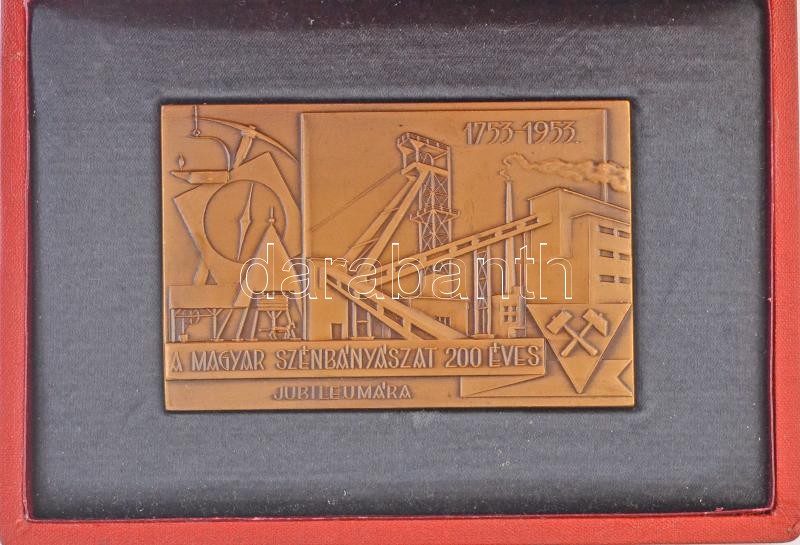 1753-1953.
darabanth
A MAGYAR SZÉNBÁNYÁSZAT 200 ÉVES
JUBILEUMÁRA